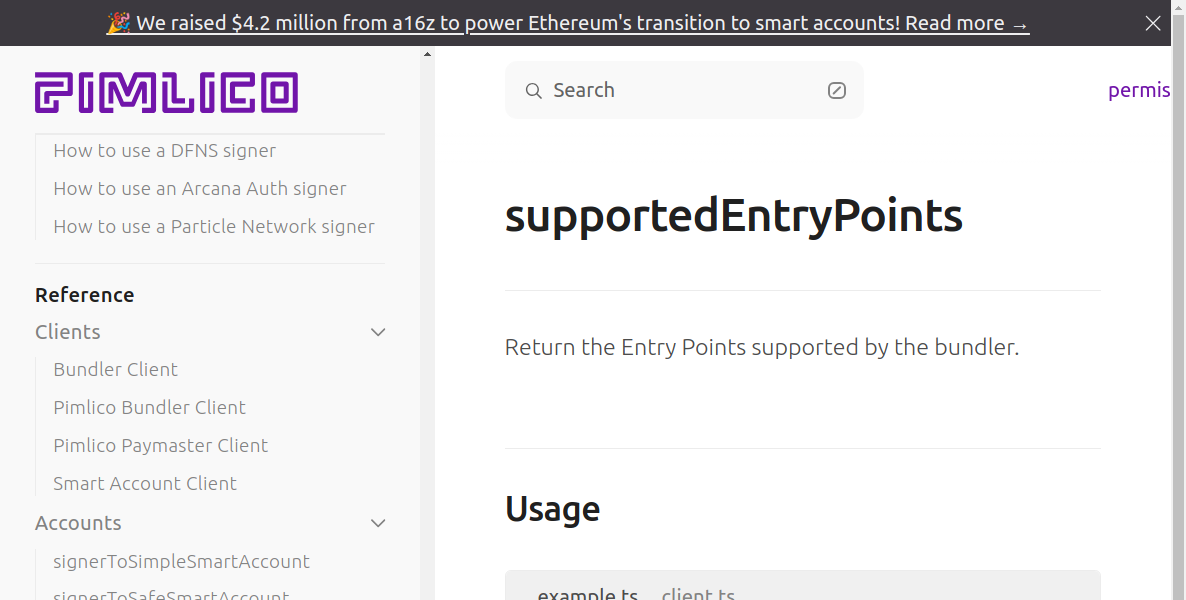 🎉 We raised $4.2 million from a16z to power Ethereum's transition to smart accounts! Read more →
PIMLICO
How to use a DFNS signer
How to use an Arcana Auth signer
How to use a Particle Network signer
Reference
Clients
Bundler Client
Pimlico Bundler Client
Pimlico Paymaster Client
Smart Account Client
Accounts
signerToSimpleSmartAccount
signerToSafeSmartAccount
Search
permis
supportedEntryPoints
Return the Entry Points supported by the bundler.
Usage
example.ts client.ts